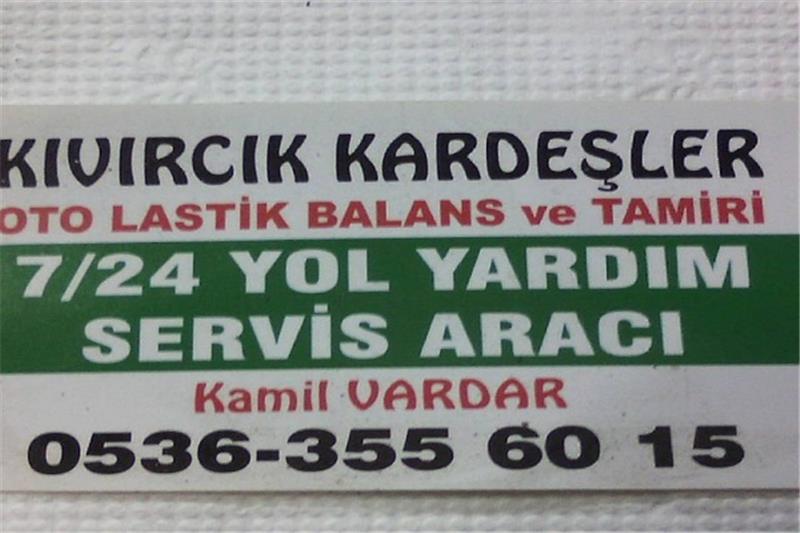 KIVIRCIK KARDEŞLER
OTO LASTİK BALANS ve TAMİRİ
7/24 YOL YARDIM
SERVİS ARACI
Kamil VARDAR
0536-355 60 15